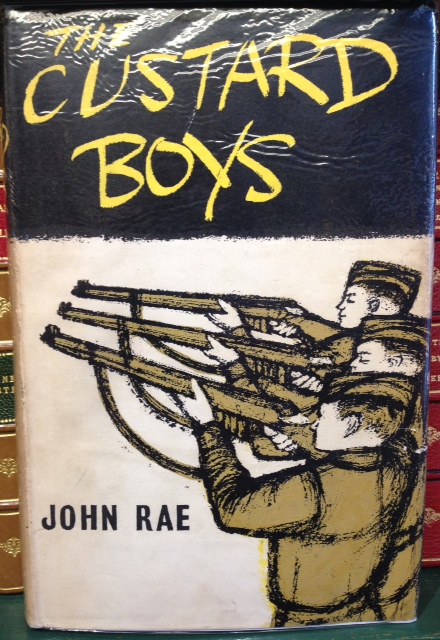 THE
CUSTARD
BOYS
JOHN RAE